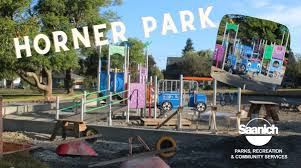 HORNER PARK
Saanich
PARKS, RECREATION
& COMMUNITY SERVICES